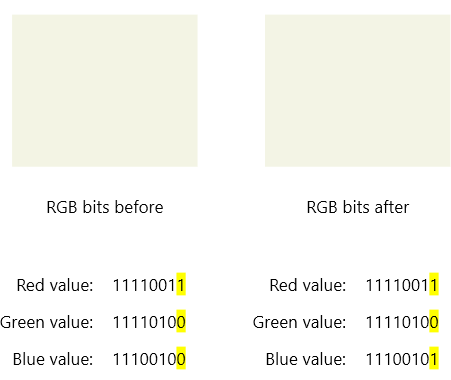 RGB bits before RGB bits after
Red value: 11110011 Red value: 11110011
Green value: 11110100 Green value: 11110100
Blue value: 11100100 Blue value: 11100101